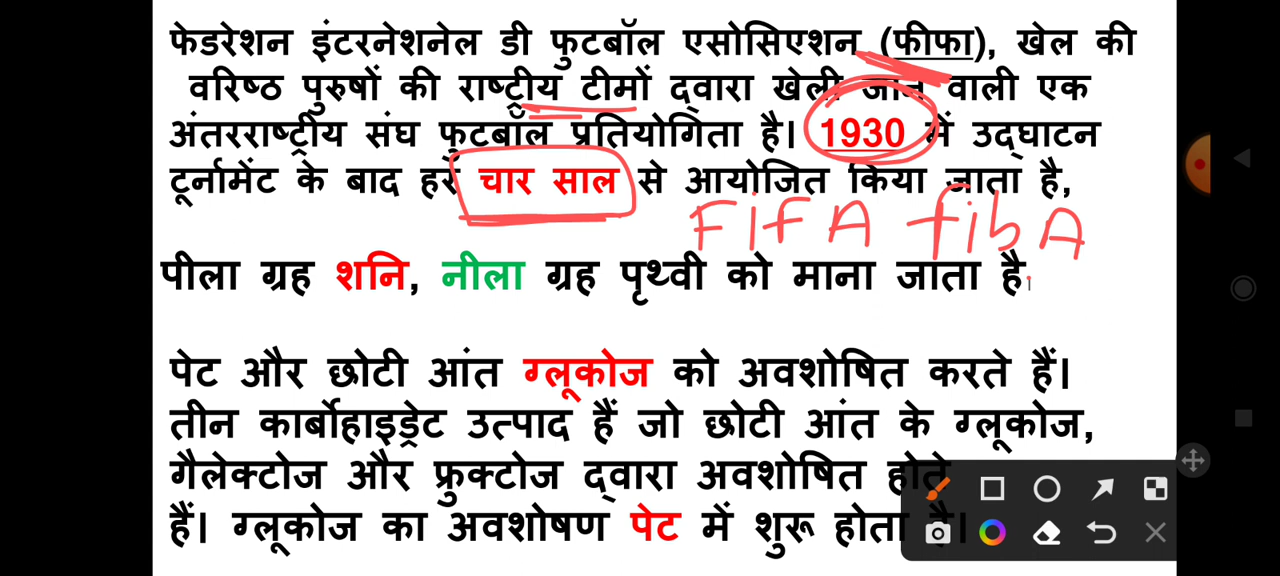 फेडरेशन इंटरनेशनेल डी फुटबॉल एसोसिएशन (फीफा), खेल की
वरिष्ठ पुरुषों की राष्ट्रीय टीमों द्वारा खेली जाने वाली एक
अंतरराष्ट्रीय संघ फुटबॉल प्रतियोगिता है। 1930 में उद्घाटन
टूर्नामेंट के बाद हर चार साल से आयोजित किया जाता है,
FifA fibA
पीला ग्रह शनि, नीला ग्रह पृथ्वी को माना जाता है
पेट और छोटी आंत ग्लूकोज को अवशोषित करते हैं।
तीन कार्बोहाइड्रेट उत्पाद हैं जो छोटी आंत के ग्लूकोज,
गैलेक्टोज और फ्रुक्टोज द्वारा अवशोषित होते
हैं। ग्लूकोज का अवशोषण पेट में शुरू होता है।